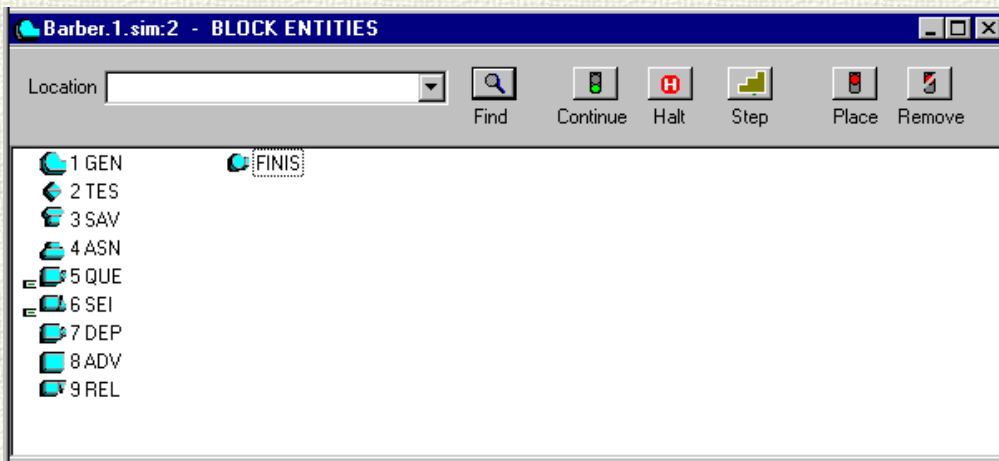 Barber.1.sim:2 - BLOCK ENTITIES
Location
Find Continue Halt Step Place Remove
1 GEN
2 TES
3 SAV
4 ASN
5 QUE
6 SEI
7 DEP
8 ADV
9 REL
FINIS